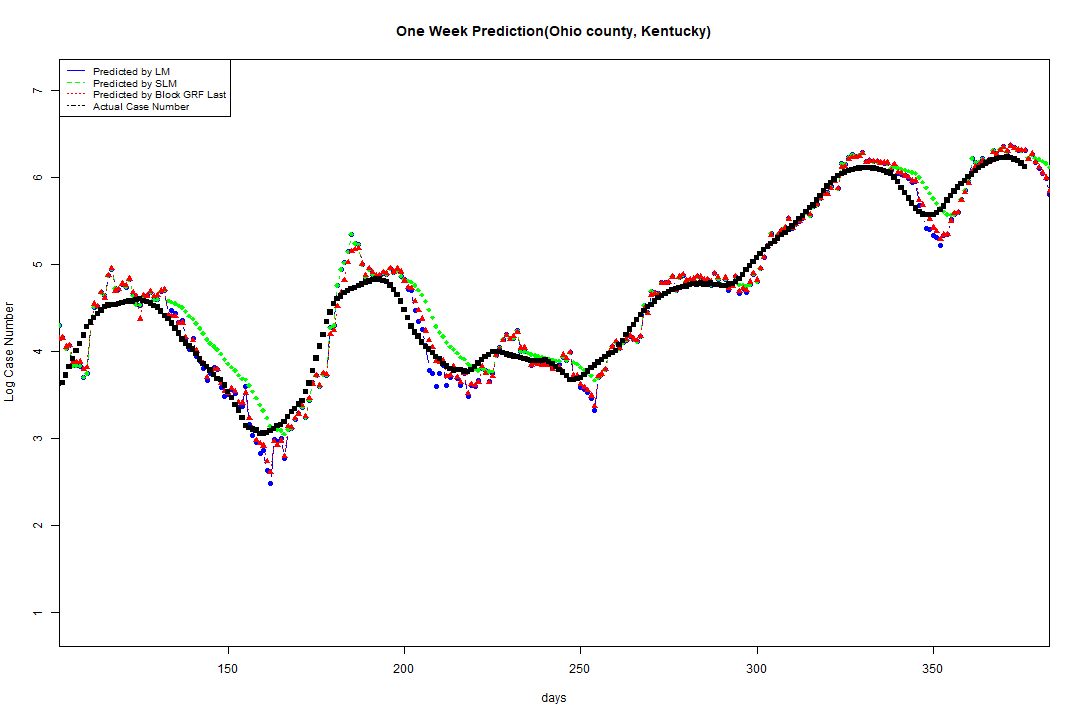 One Week Prediction(Ohio county, Kentucky)
Predicted by LM
Predicted by SLM
Predicted by Block GRF Last
Actual Case Number
7
6
5
4
3
2
1
Log Case Number
150 200 250 300 350
days